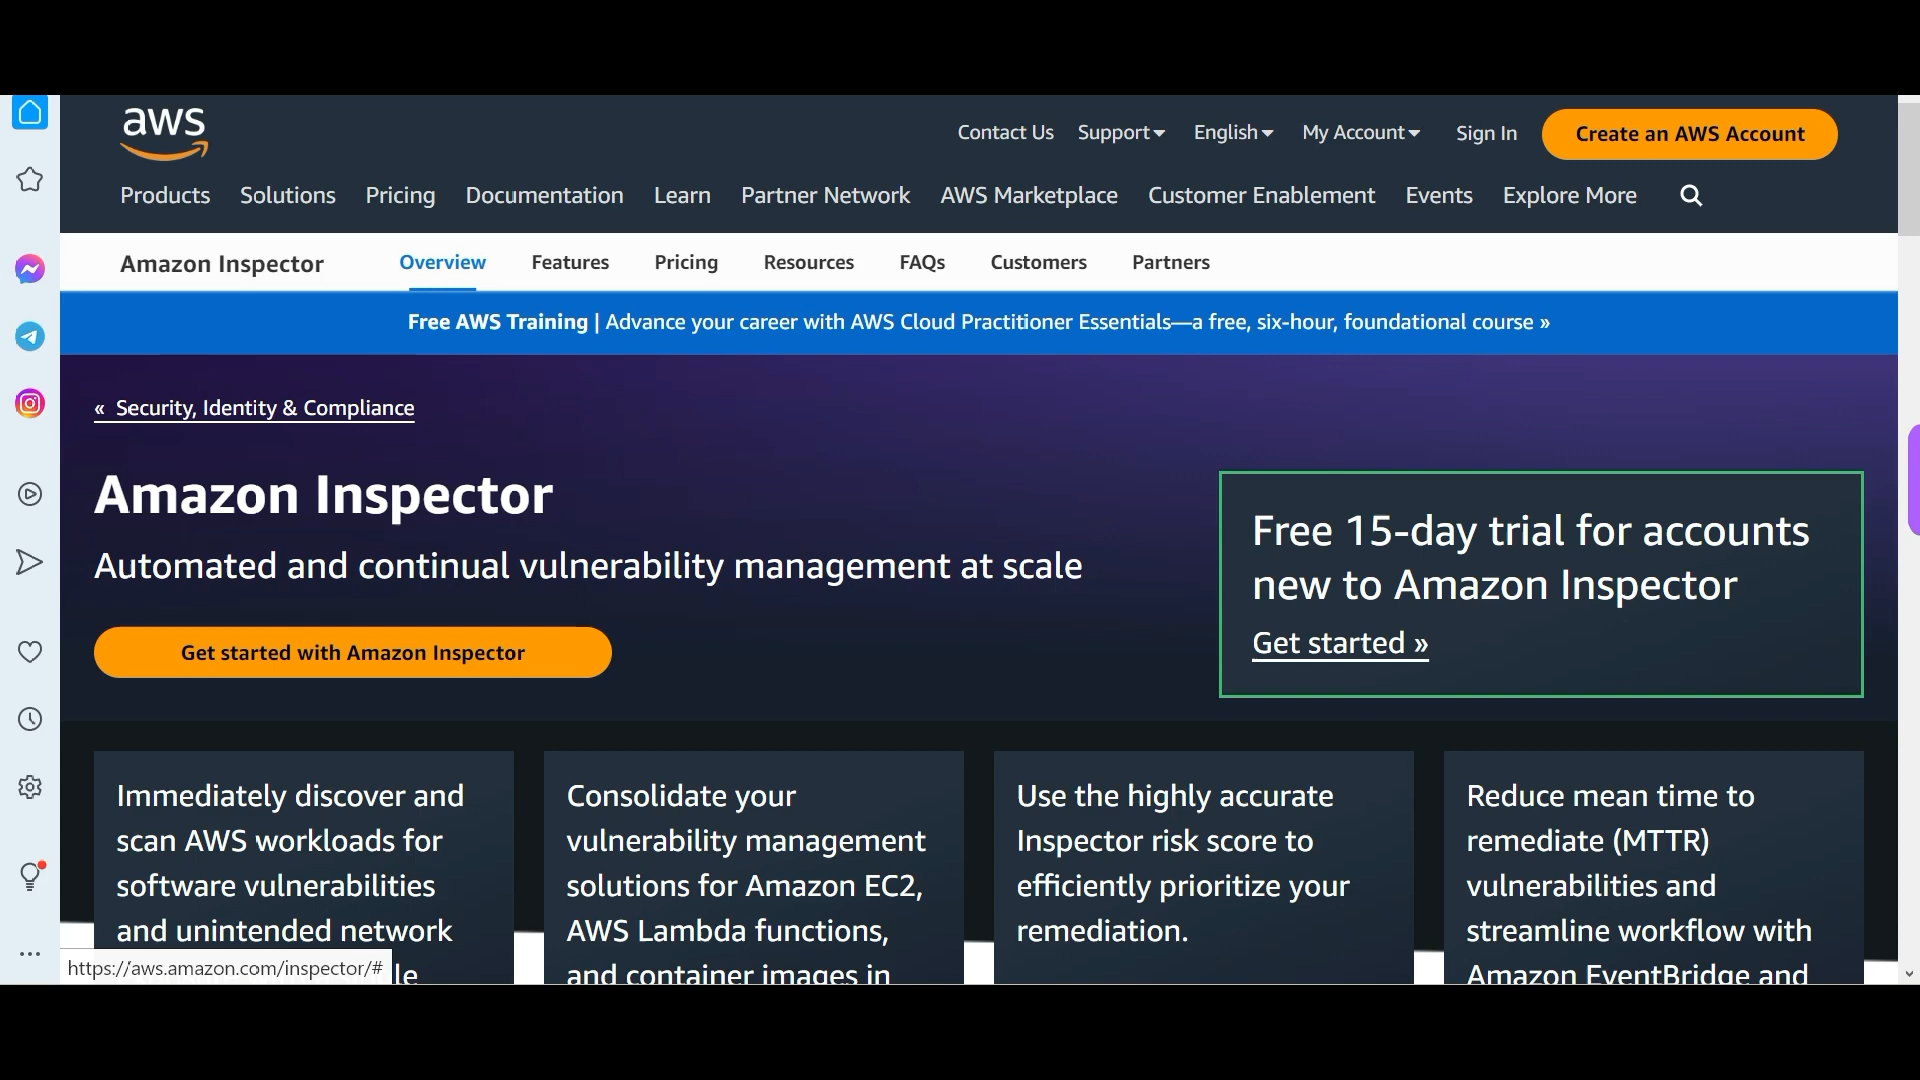 aws
Contact Us Support English My Account Sign In Create an AWS Account
Products Solutions Pricing Documentation Learn Partner Network AWS Marketplace Customer Enablement Events Explore More
Amazon Inspector Overview Features Pricing Resources FAQs Customers Partners
Free AWS Training | Advance your career with AWS Cloud Practitioner Essentials—a free, six-hour, foundational course »
« Security, Identity & Compliance
Amazon Inspector
Automated and continual vulnerability management at scale
Get started with Amazon Inspector
Free 15-day trial for accounts
new to Amazon Inspector
Get started »
Immediately discover and
scan AWS workloads for
software vulnerabilities
and unintended network
le
Consolidate your
vulnerability management
solutions for Amazon EC2,
AWS Lambda functions,
and container images in
Use the highly accurate
Inspector risk score to
efficiently prioritize your
remediation.
Reduce mean time to
remediate (MTTR)
vulnerabilities and
streamline workflow with
Amazon EventBridge and
https://aws.amazon.com/inspector/#